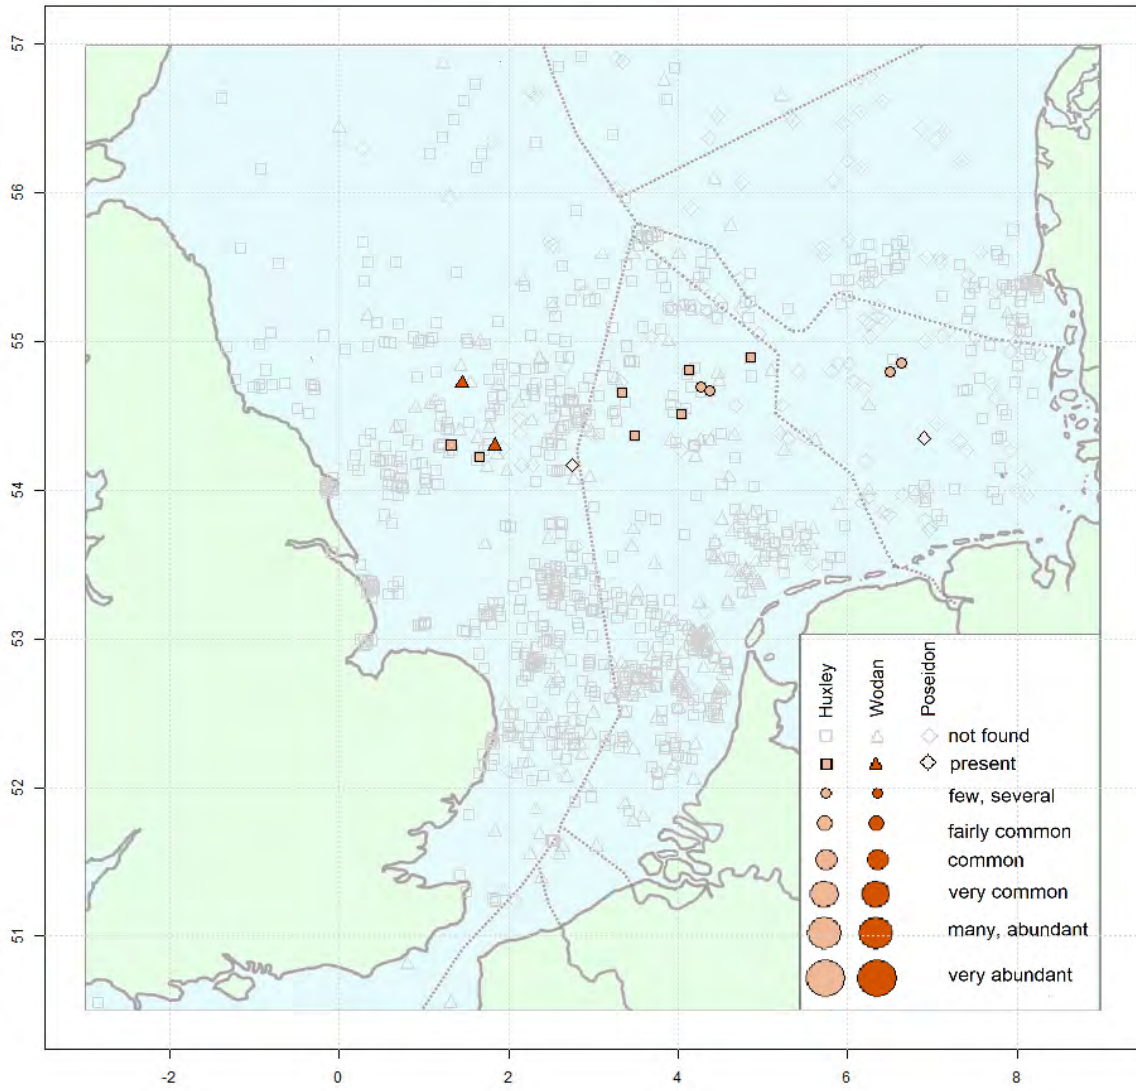 57
56
55
54
53
52
51
Huxley
Wodan
Poseidon
not found
present
few, several
fairly common
common
very common
many, abundant
very abundant
-2
0
2
4
6
8